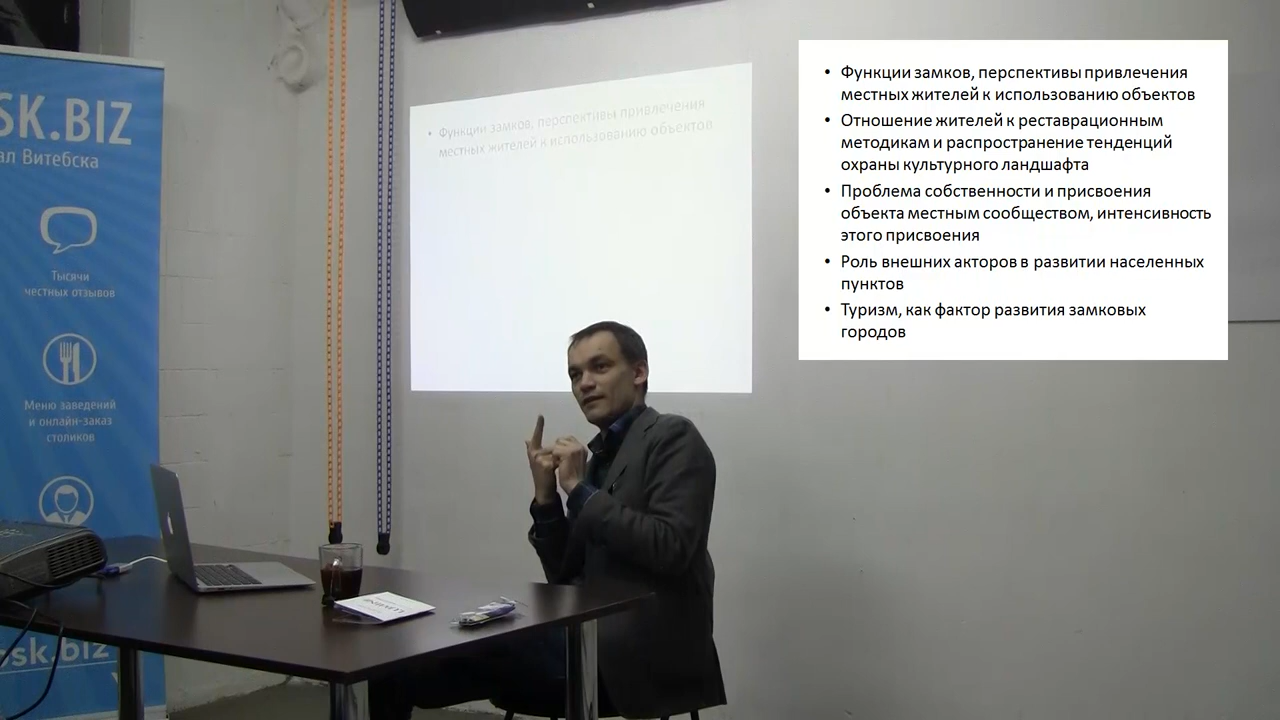 SK.BIZ
ал Витебска
Тысячи
честных отзывов
Меню заведений
и онлайн-заказ
столиков
sk.biz
• Функции замков, перспективы привлечения
местных жителей к использованию объектов
• Функции замков, перспективы привлечения
местных жителей к использованию объектов
• Отношение жителей к реставрационным
методикам и распространение тенденций
охраны культурного ландшафта
• Проблема собственности и присвоения
объекта местным сообществом, интенсивность
этого присвоения
• Роль внешних акторов в развитии населенных
пунктов
• Туризм, как фактор развития замковых
городов